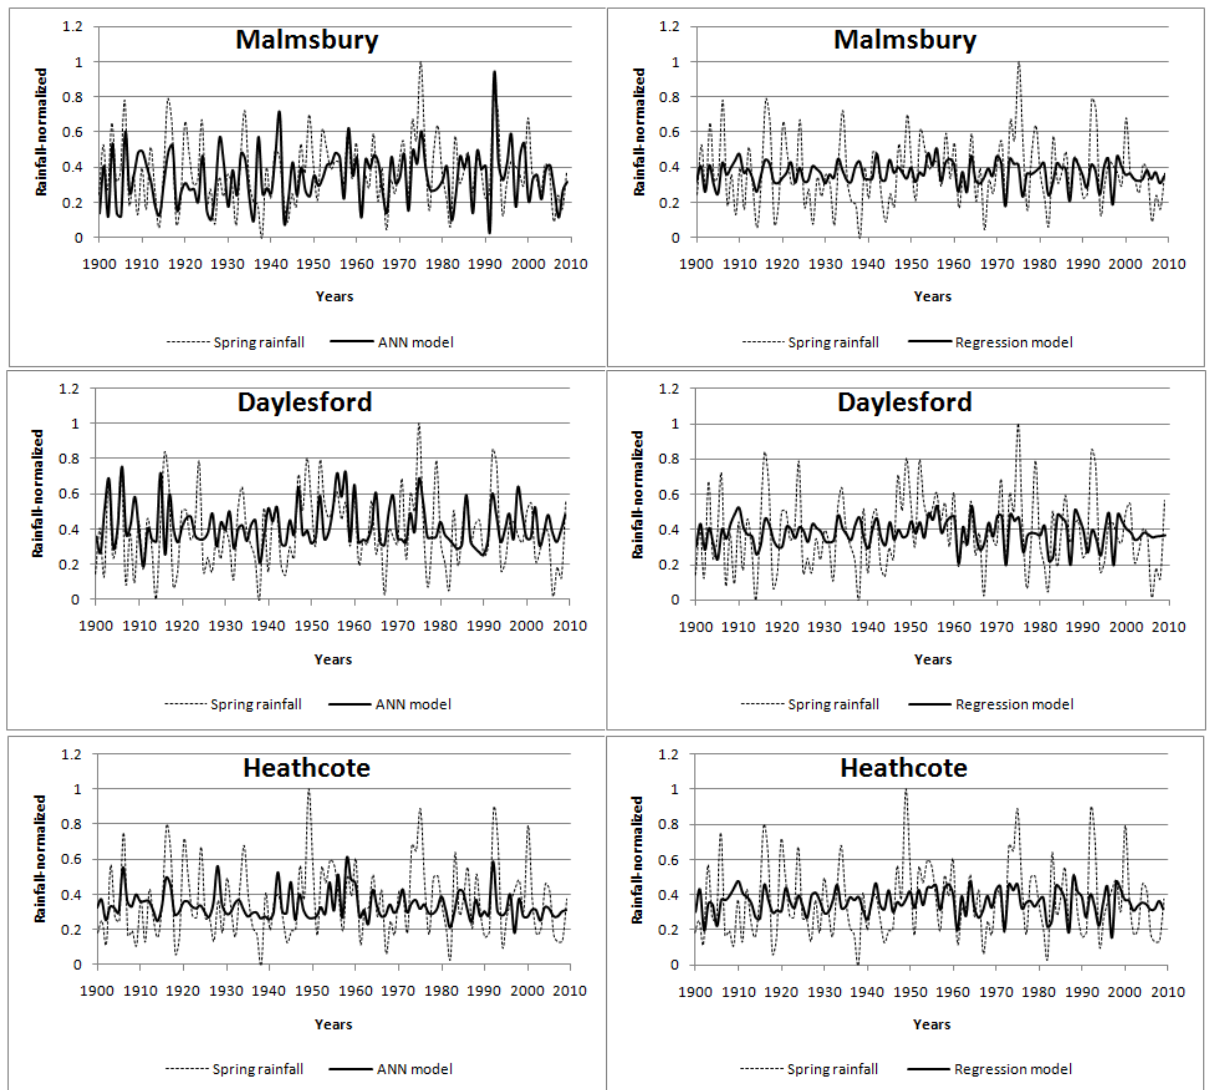 Malmsbury
Rainfall-normalized
1.2
1
0.8
0.6
0.4
0.2
0
1900 1910 1920 1930 1940 1950 1960 1970 1980 1990 2000 2010
Years
Spring rainfall ANN model
Malmsbury
Rainfall-normalized
1.2
1
0.8
0.6
0.4
0.2
0
1900 1910 1920 1930 1940 1950 1960 1970 1980 1990 2000 2010
Years
Spring rainfall Regression model
Daylesford
Rainfall-normalized
1.2
1
0.8
0.6
0.4
0.2
0
1900 1910 1920 1930 1940 1950 1960 1970 1980 1990 2000 2010
Years
Spring rainfall ANN model
Daylesford
Rainfall-normalized
1.2
1
0.8
0.6
0.4
0.2
0
1900 1910 1920 1930 1940 1950 1960 1970 1980 1990 2000 2010
Years
Spring rainfall Regression model
Heathcote
Rainfall-normalized
1.2
1
0.8
0.6
0.4
0.2
0
1900 1910 1920 1930 1940 1950 1960 1970 1980 1990 2000 2010
Years
Spring rainfall ANN model
Heathcote
Rainfall-normalized
1.2
1
0.8
0.6
0.4
0.2
0
1900 1910 1920 1930 1940 1950 1960 1970 1980 1990 2000 2010
Years
Spring rainfall Regression model